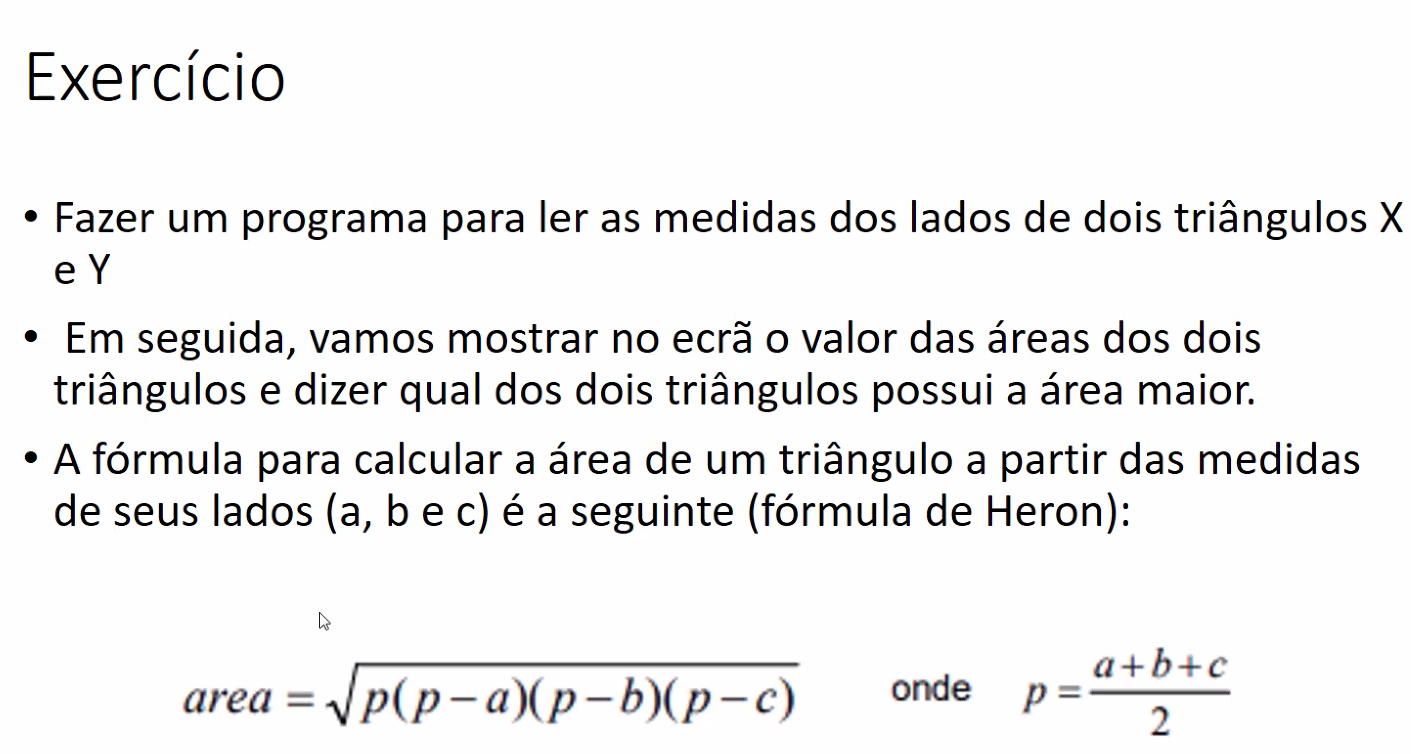 Exercício
• Fazer um programa para ler as medidas dos lados de dois triângulos X
e Y
• Em seguida, vamos mostrar no ecrã o valor das áreas dos dois
triângulos e dizer qual dos dois triângulos possui a área maior.
• A fórmula para calcular a área de um triângulo a partir das medidas
de seus lados (a, b e c) é a seguinte (fórmula de Heron):
area = √p(p−a)(p−b)(p−c) onde p = a+b+c
2